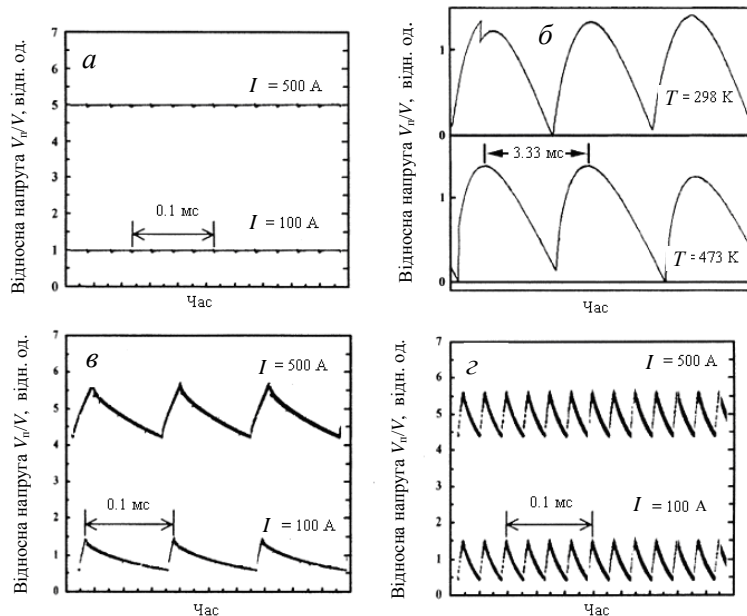 Відносна напруга Vп/V, відн. од.
7
6
5
4
3
2
1
0
а
I = 500 А
0.1 мс
I = 100 А
Час
Відносна напруга Vп/V, відн. од.
1
0
1
0
б
T = 298 К
3.33 мс
T = 473 К
Час
Відносна напруга Vп/V, відн. од.
7
6
5
4
3
2
1
0
в
I = 500 А
0.1 мс
I = 100 А
Час
Відносна напруга Vп/V, відн. од.
7
6
5
4
3
2
1
0
г
I = 500 А
0.1 мс
I = 100 А
Час